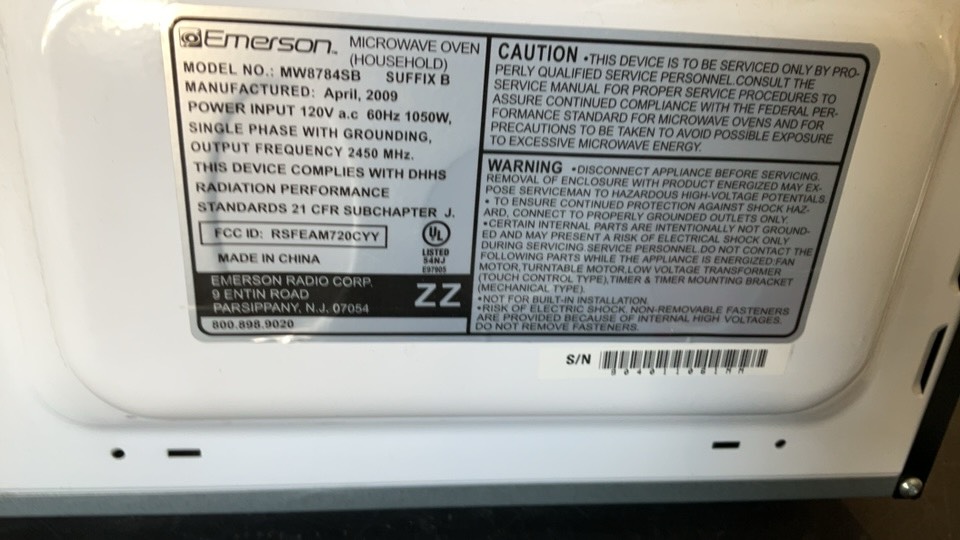 Emerson™
MICROWAVE OVEN
(HOUSEHOLD)
MODEL NO.: MW8784SB SUFFIX B
MANUFACTURED: April, 2009
POWER INPUT 120V a.c 60Hz 1050W,
SINGLE PHASE WITH GROUNDING,
OUTPUT FREQUENCY 2450 MHz.
THIS DEVICE COMPLIES WITH DHHS
RADIATION PERFORMANCE
STANDARDS 21 CFR SUBCHAPTER J.
FCC ID: RSFEAM720CYY
UL
LISTED
54NJ
E97905
MADE IN CHINA
EMERSON RADIO CORP.
9 ENTIN ROAD
PARSIPPANY, N.J. 07054
ZZ
800.898.9020
CAUTION •THIS DEVICE IS TO BE SERVICED ONLY BY PRO-
PERLY QUALIFIED SERVICE PERSONNEL.CONSULT THE
SERVICE MANUAL FOR PROPER SERVICE PROCEDURES TO
ASSURE CONTINUED COMPLIANCE WITH THE FEDERAL PER-
FORMANCE STANDARD FOR MICROWAVE OVENS AND FOR
PRECAUTIONS TO BE TAKEN TO AVOID POSSIBLE EXPOSURE
TO EXCESSIVE MICROWAVE ENERGY.
WARNING •DISCONNECT APPLIANCE BEFORE SERVICING.
REMOVAL OF ENCLOSURE WITH PRODUCT ENERGIZED MAY EX-
POSE SERVICEMAN TO HAZARDOUS HIGH-VOLTAGE POTENTIALS.
• TO ENSURE CONTINUED PROTECTION AGAINST SHOCK HAZ-
ARD, CONNECT TO PROPERLY GROUNDED OUTLETS ONLY.
•CERTAIN INTERNAL PARTS ARE INTENTIONALLY NOT GROUND-
ED AND MAY PRESENT A RISK OF ELECTRICAL SHOCK ONLY
DURING SERVICING.SERVICE PERSONNEL.DO NOT CONTACT THE
FOLLOWING PARTS WHILE THE APPLIANCE IS ENERGIZED:FAN
MOTOR,TURNTABLE MOTOR,LOW VOLTAGE TRANSFORMER
(TOUCH CONTROL TYPE),TIMER & TIMER MOUNTING BRACKET
(MECHANICAL TYPE).
•NOT FOR BUILT-IN INSTALLATION.
•RISK OF ELECTRIC SHOCK. NON-REMOVABLE FASTENERS
ARE PROVIDED BECAUSE OF INTERNAL HIGH VOLTAGES.
DO NOT REMOVE FASTENERS.
S/N